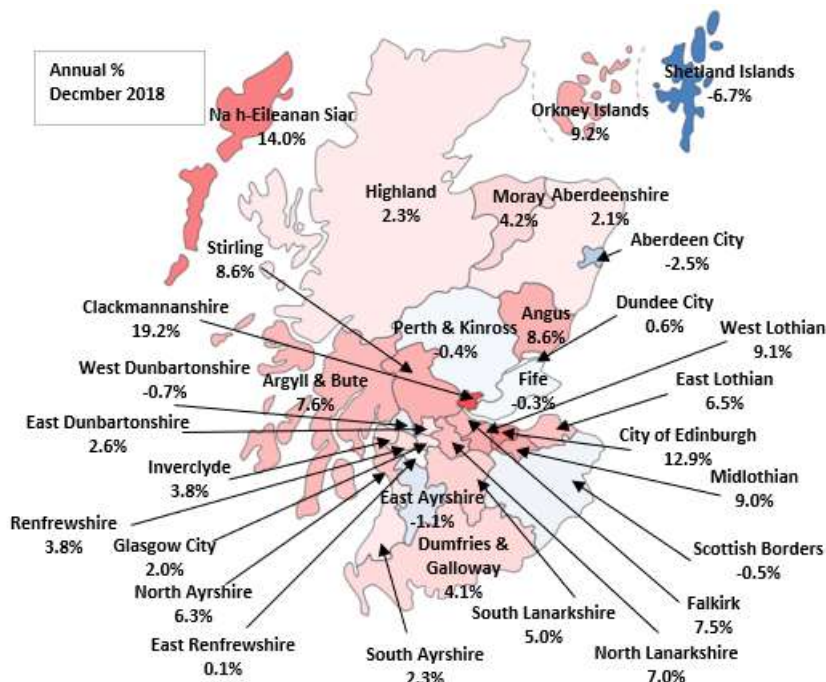 Annual %
Decmber 2018
Shetland Islands
-6.7%
Na h-Eileanan Siar
14.0%
Orkney Islands
9.2%
Highland
2.3%
Moray
4.2%
Aberdeenshire
2.1%
Stirling
8.6%
Aberdeen City
-2.5%
Clackmannanshire
19.2%
Perth & Kinross
-0.4%
Angus
8.6%
Dundee City
0.6%
West Lothian
9.1%
West Dunbartonshire
-0.7%
Argyll & Bute
7.6%
Fife
-0.3%
East Lothian
6.5%
East Dunbartonshire
2.6%
City of Edinburgh
12.9%
Inverclyde
3.8%
Midlothian
9.0%
Renfrewshire
3.8%
East Ayrshire
-1.1%
Glasgow City
2.0%
Dumfries &
Galloway
4.1%
Scottish Borders
-0.5%
North Ayrshire
6.3%
South Lanarkshire
5.0%
Falkirk
7.5%
East Renfrewshire
0.1%
South Ayrshire
2.3%
North Lanarkshire
7.0%